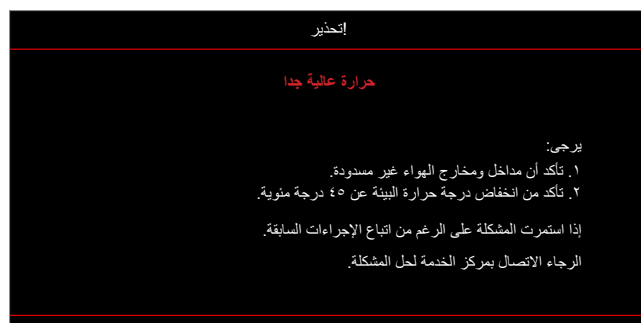 تحذير!
حرارة عالية جدا
يرجى:
١. تأكد أن مداخل ومخارج الهواء غير مسدودة.
٢. تأكد من انخفاض درجة حرارة البيئة عن ٤٥ درجة مئوية.
إذا استمرت المشكلة على الرغم من اتباع الإجراءات السابقة.
الرجاء الاتصال بمركز الخدمة لحل المشكلة.